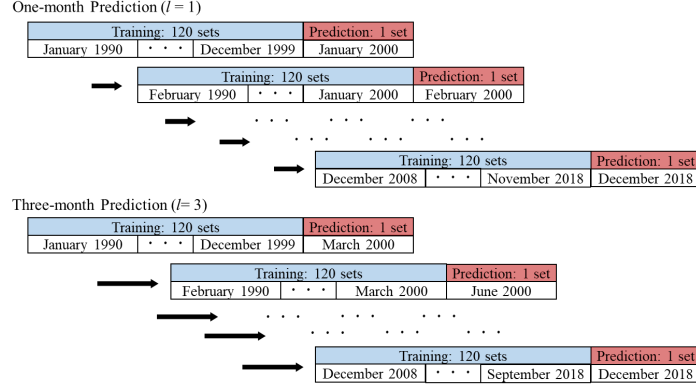 One-month Prediction (l = 1)
Training: 120 sets Prediction: 1 set
January 1990 · · · December 1999 January 2000
Training: 120 sets Prediction: 1 set
February 1990 · · · January 2000 February 2000
· · · · · · · · ·
· · · · · · · · ·
Training: 120 sets Prediction: 1 set
December 2008 · · · November 2018 December 2018
Three-month Prediction (l= 3)
Training: 120 sets Prediction: 1 set
January 1990 · · · December 1999 March 2000
Training: 120 sets Prediction: 1 set
February 1990 · · · March 2000 June 2000
· · · · · · · · ·
· · · · · · · · ·
Training: 120 sets Prediction: 1 set
December 2008 · · · September 2018 December 2018